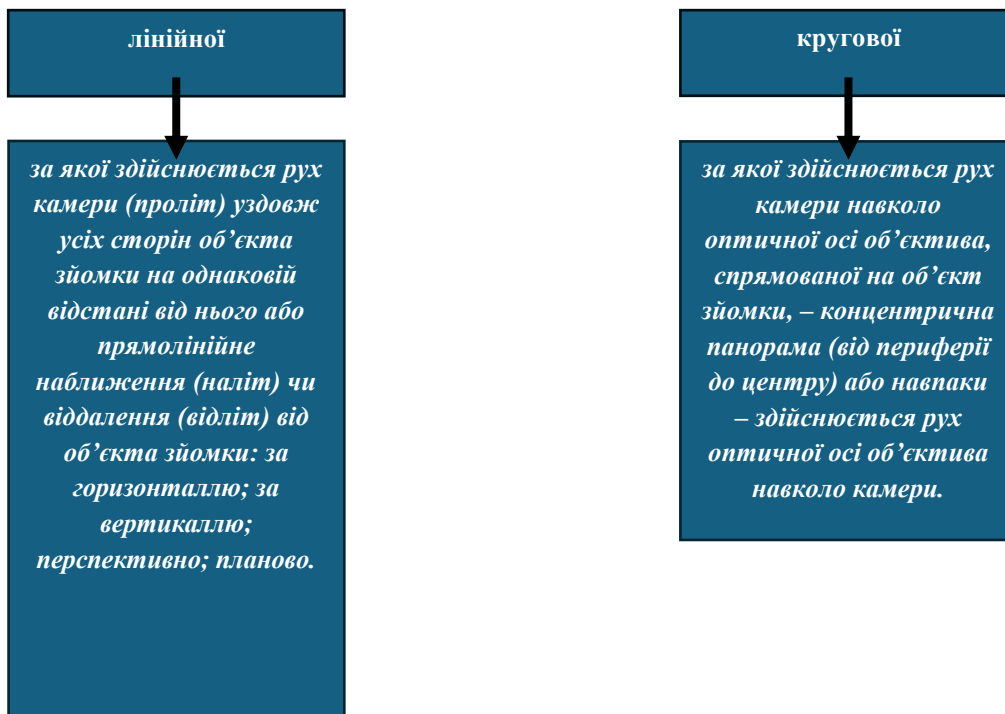 лінійної
за якої здійснюється рух
камери (проліт) уздовж
усіх сторін об’єкта
зйомки на однаковій
відстані від нього або
прямолінійне
наближення (наліт) чи
віддалення (відліт) від
об’єкта зйомки: за
горизонталлю; за
вертикаллю;
перспективно; планово.
кругової
за якої здійснюється рух
камери навколо
оптичної осі об’єктива,
спрямованої на об’єкт
зйомки, – концентрична
панорама (від периферії
до центру) або навпаки
– здійснюється рух
оптичної осі об’єктива
навколо камери.